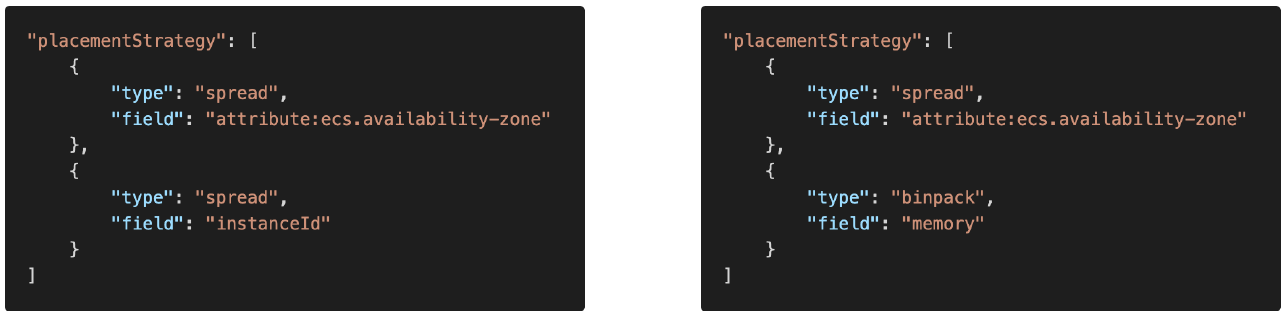 "placementStrategy": [
    {
        "type": "spread",
        "field": "attribute:ecs.availability-zone"
    },
    {
        "type": "spread",
        "field": "instanceId"
    }
]
"placementStrategy": [
    {
        "type": "spread",
        "field": "attribute:ecs.availability-zone"
    },
    {
        "type": "binpack",
        "field": "memory"
    }
]